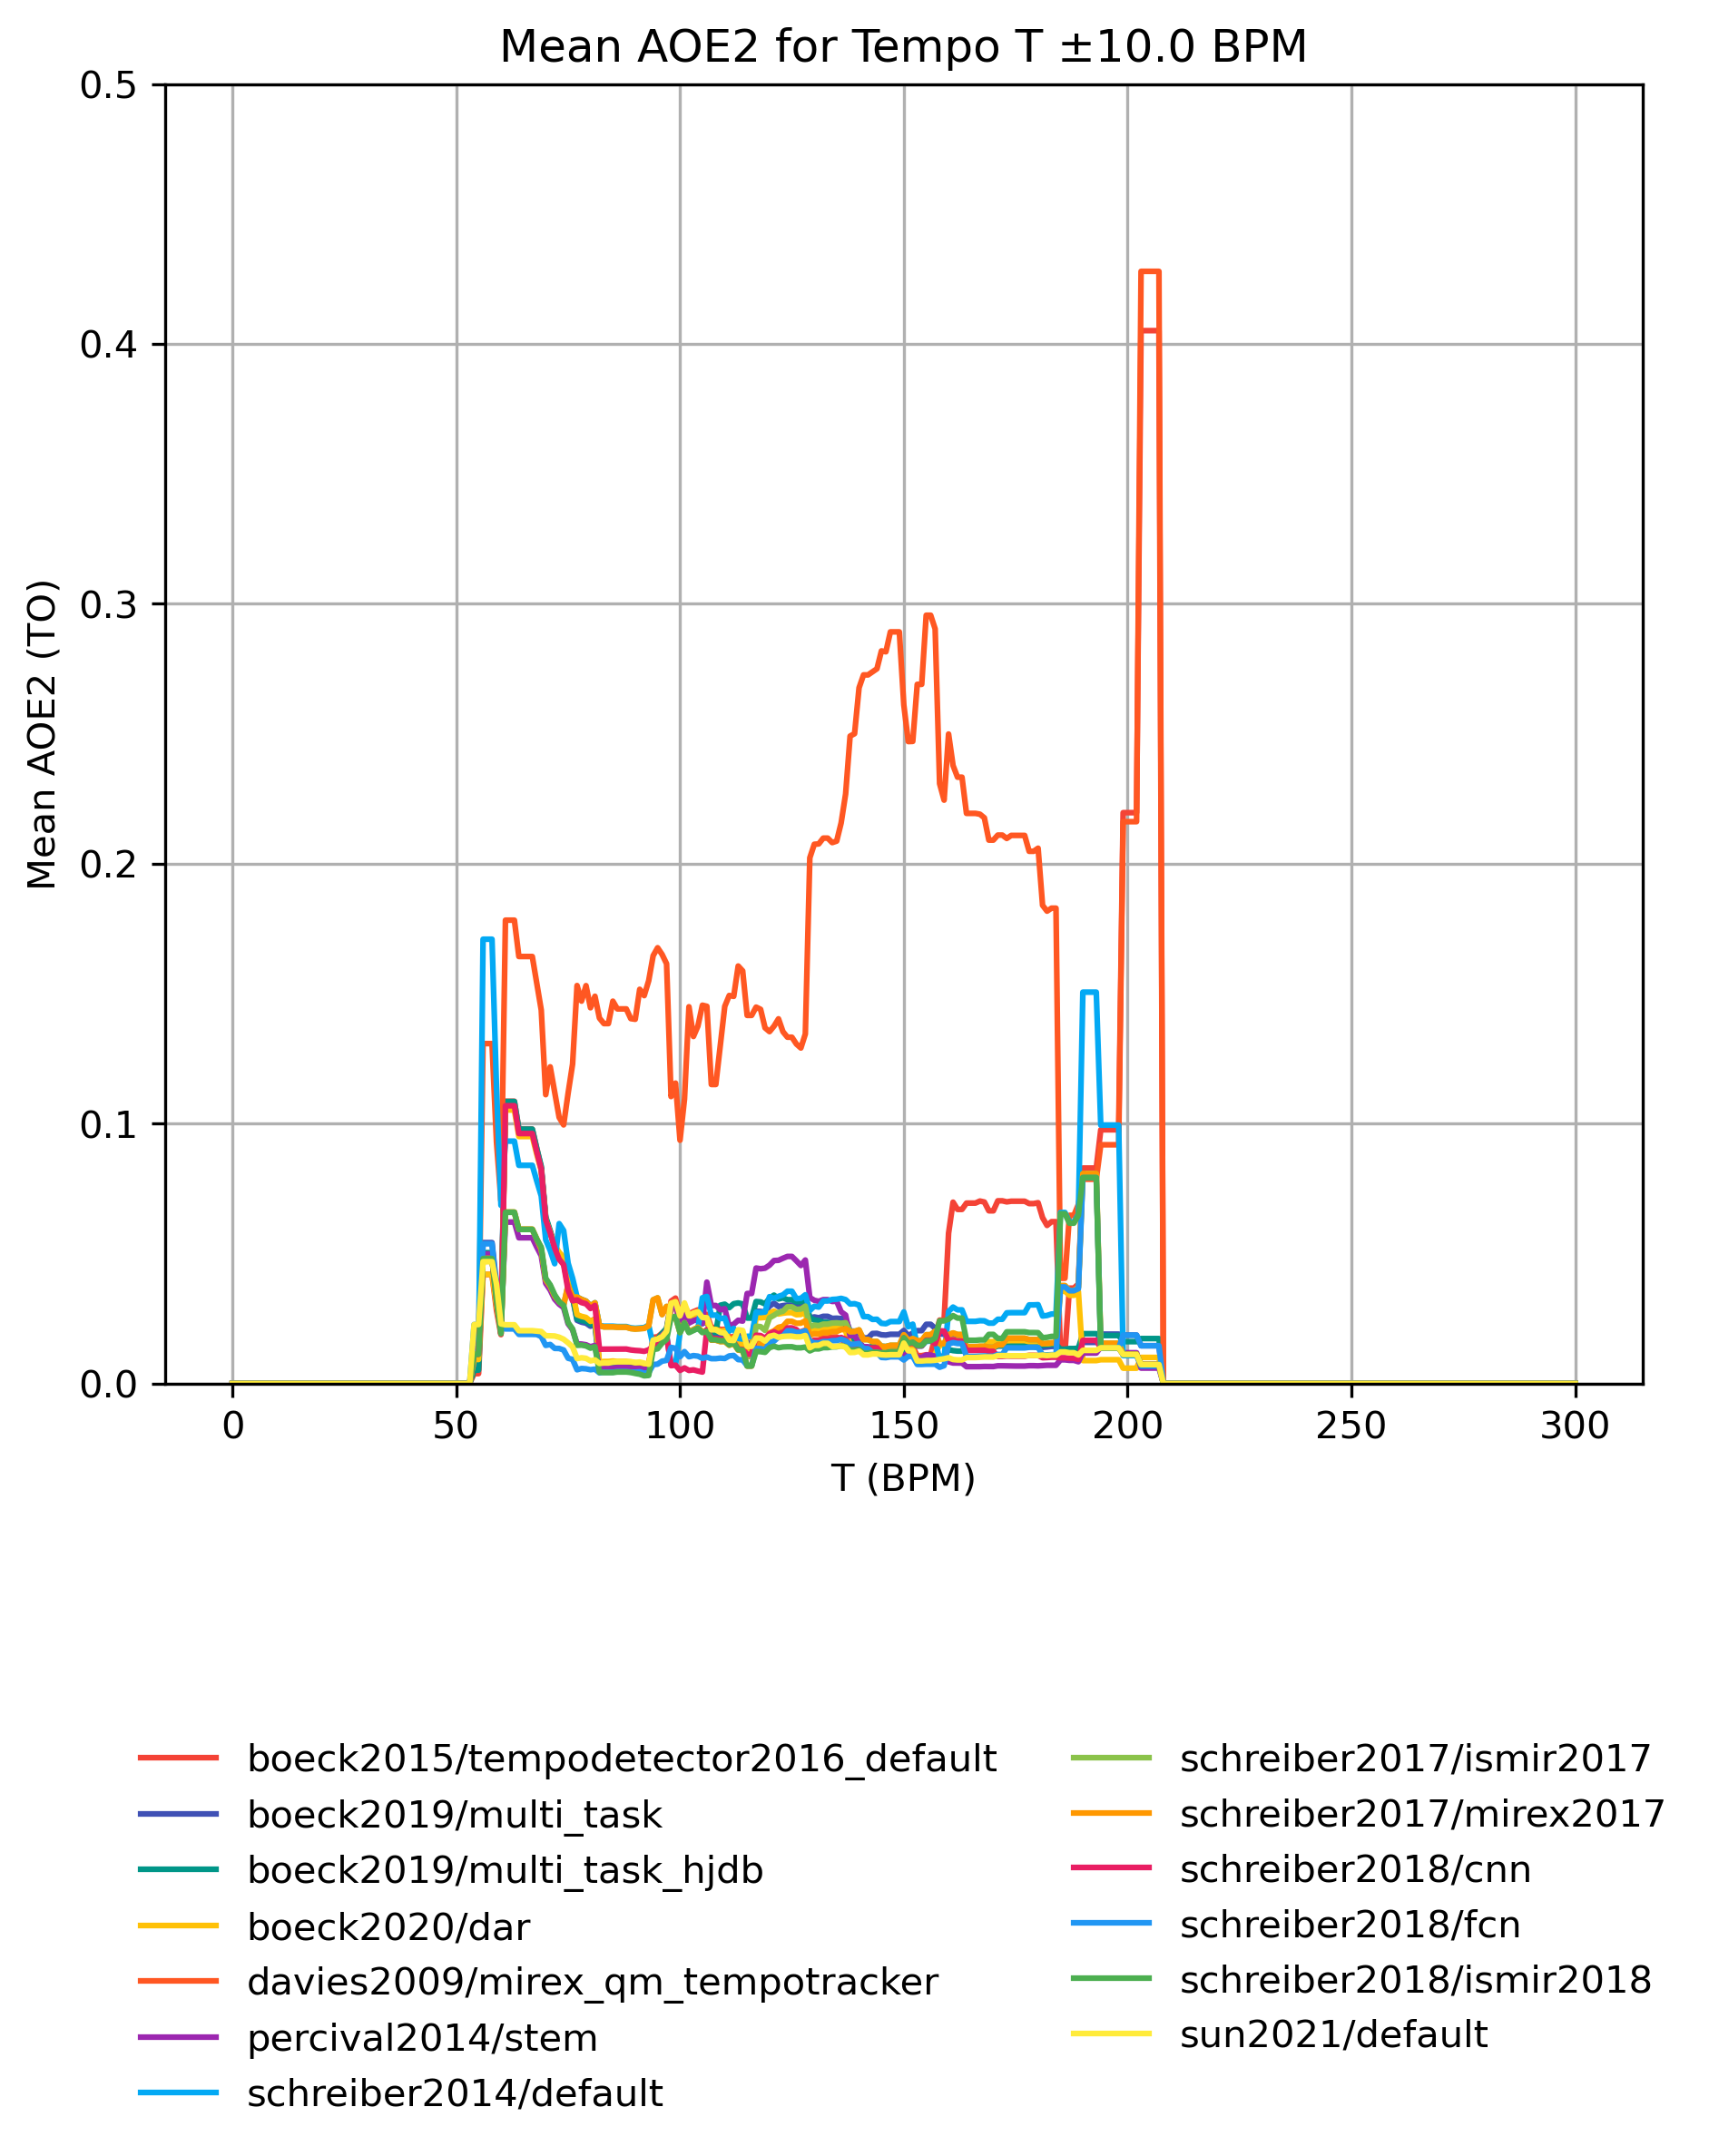 Mean AOE2 for Tempo T ±10.0 BPM
0.5
0.4
0.3
0.2
0.1
0.0
Mean AOE2 (TO)
0 50 100 150 200 250 300
T (BPM)
boeck2015/tempodetector2016_default
boeck2019/multi_task
boeck2019/multi_task_hjdb
boeck2020/dar
davies2009/mirex_qm_tempotracker
percival2014/stem
schreiber2014/default
schreiber2017/ismir2017
schreiber2017/mirex2017
schreiber2018/cnn
schreiber2018/fcn
schreiber2018/ismir2018
sun2021/default